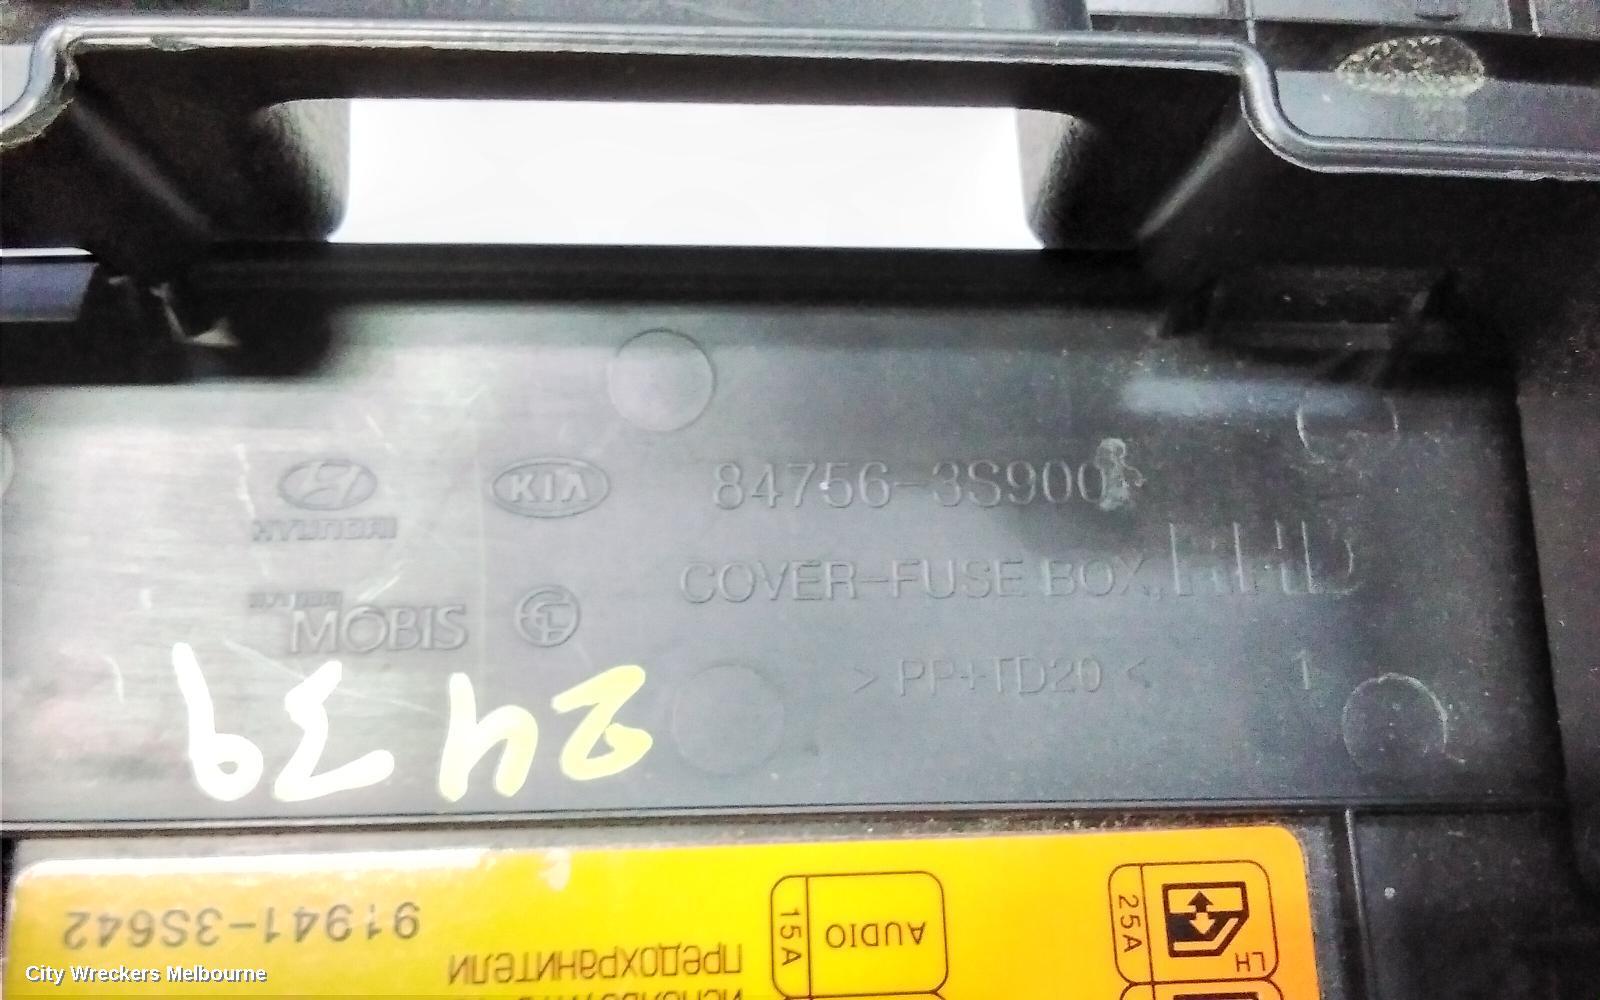 HYUNDAI
KIA
84756-3S900
COVER-FUSE BOX, RHD
HYUNDAI
MOBIS
> PP+TD20 <
1
2439
91941-3S642
предохранители
AUDIO
15A
25A
LH
City Wreckers Melbourne